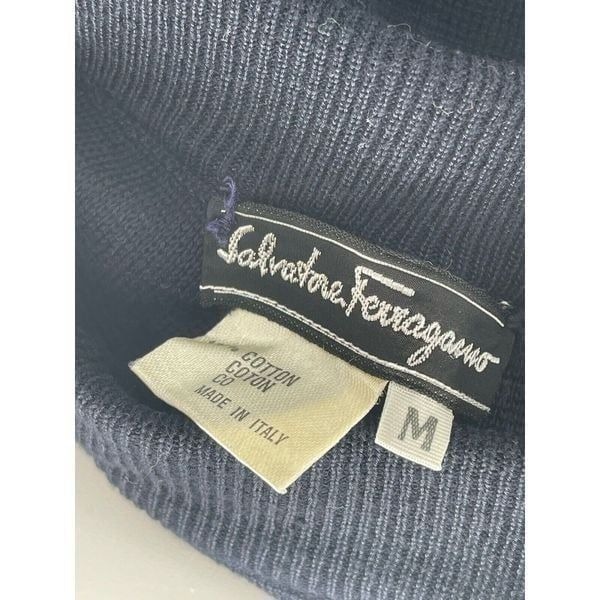 Salvatore Ferragamo
M
COTTON
COTON
CO
MADE IN ITALY